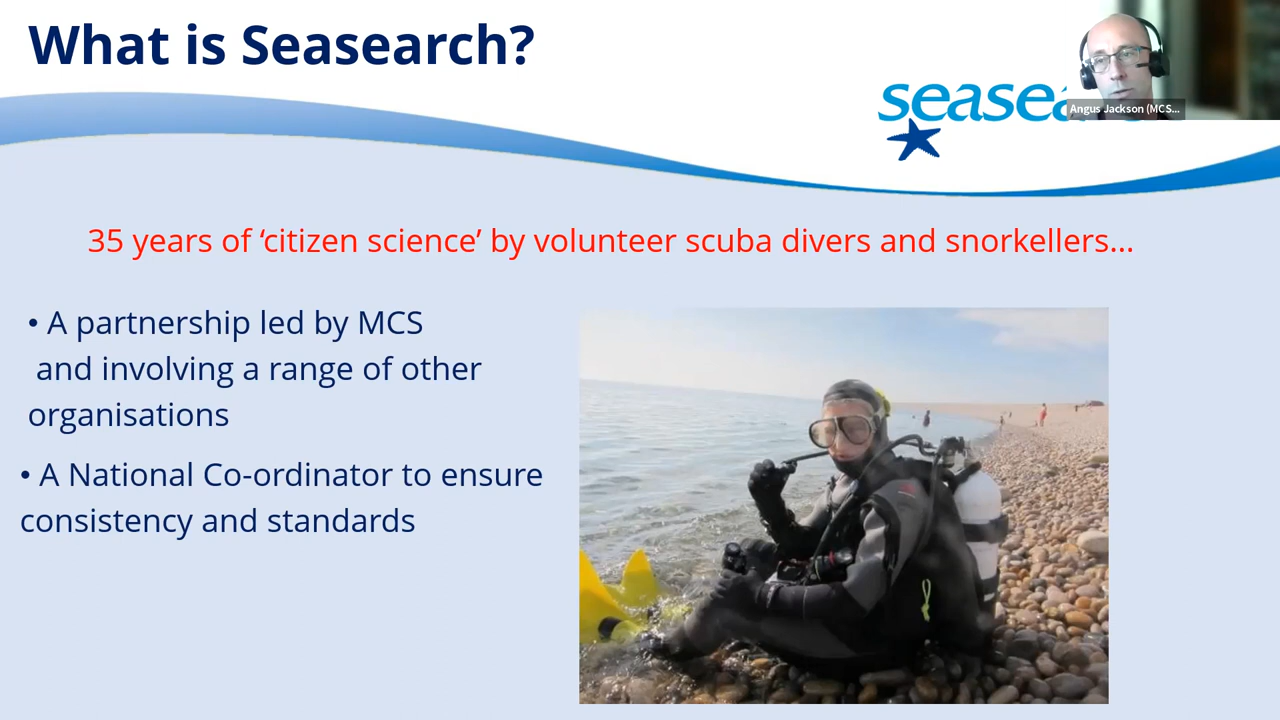 What is Seasearch?
Angus Jackson (MCS...
35 years of ‘citizen science’ by volunteer scuba divers and snorkellers...
• A partnership led by MCS
and involving a range of other
organisations
• A National Co-ordinator to ensure
consistency and standards